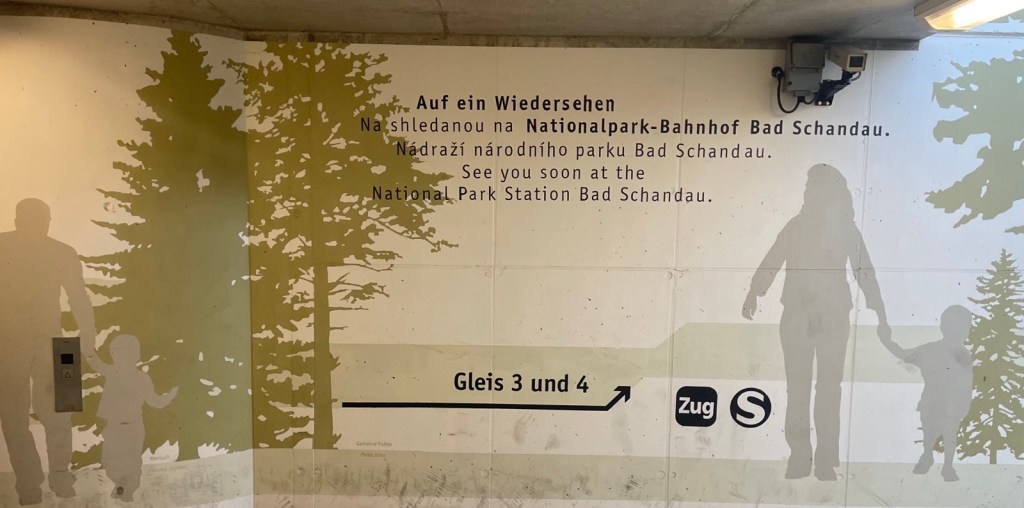 Auf ein Wiedersehen
Na shledanou na Nationalpark-Bahnhof Bad Schandau.
Nádraží národního parku Bad Schandau.
See you soon at the
National Park Station Bad Schandau.
Gleis 3 und 4
Zug S